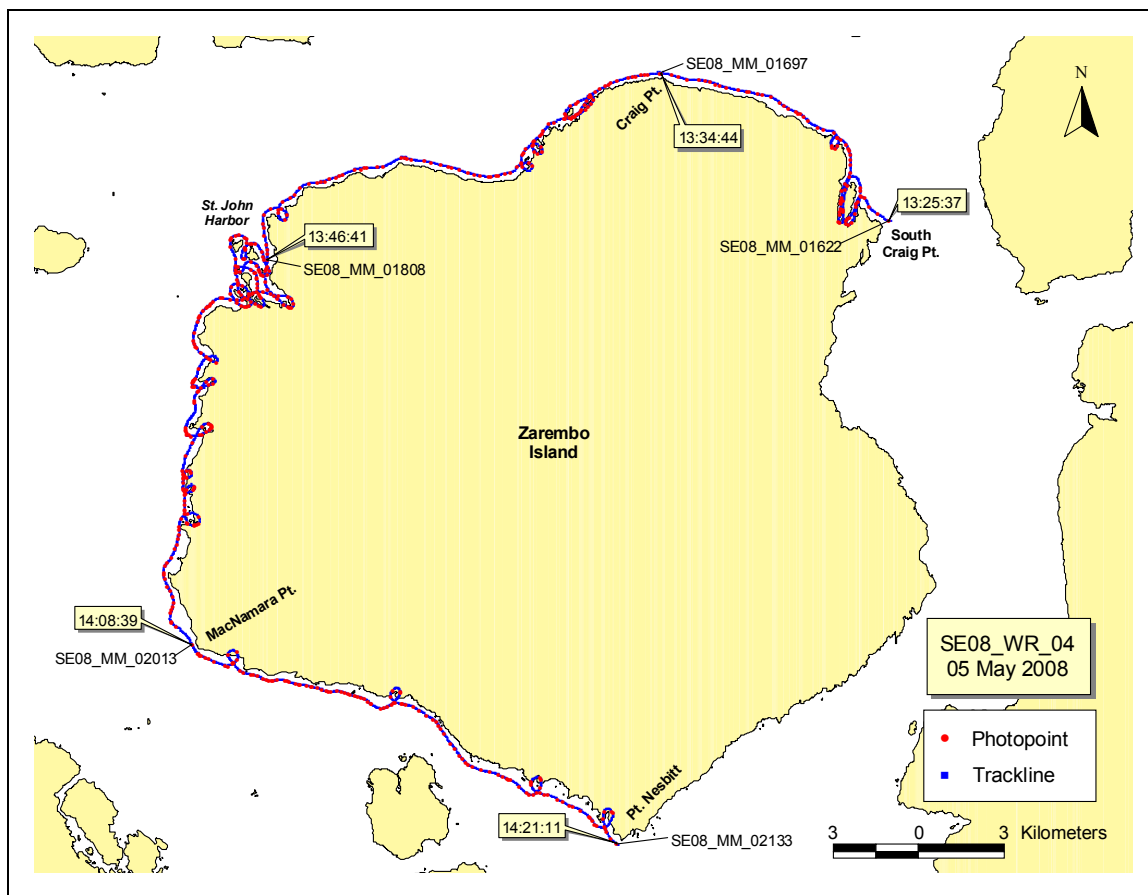 SE08_MM_01697
N
Craig Pt.
13:34:44
St. John
Harbor
13:46:41
SE08_MM_01808
13:25:37
SE08_MM_01622
South
Craig Pt.
Zarembo
Island
14:08:39
MacNamara Pt.
SE08_MM_02013
SE08_WR_04
05 May 2008
Photopoint
Trackline
Pt. Nesbitt
14:21:11
SE08_MM_02133
3 0 3 Kilometers